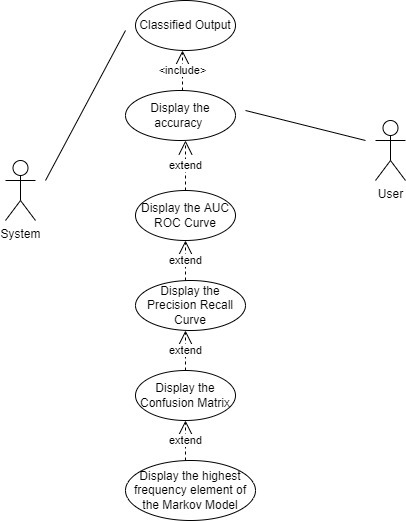 Classified Output
<include>
Display the
accuracy
User
extend
System
Display the AUC
ROC Curve
extend
Display the
Precision Recall
Curve
extend
Display the
Confusion Matrix
extend
Display the highest
frequency element of
the Markov Model